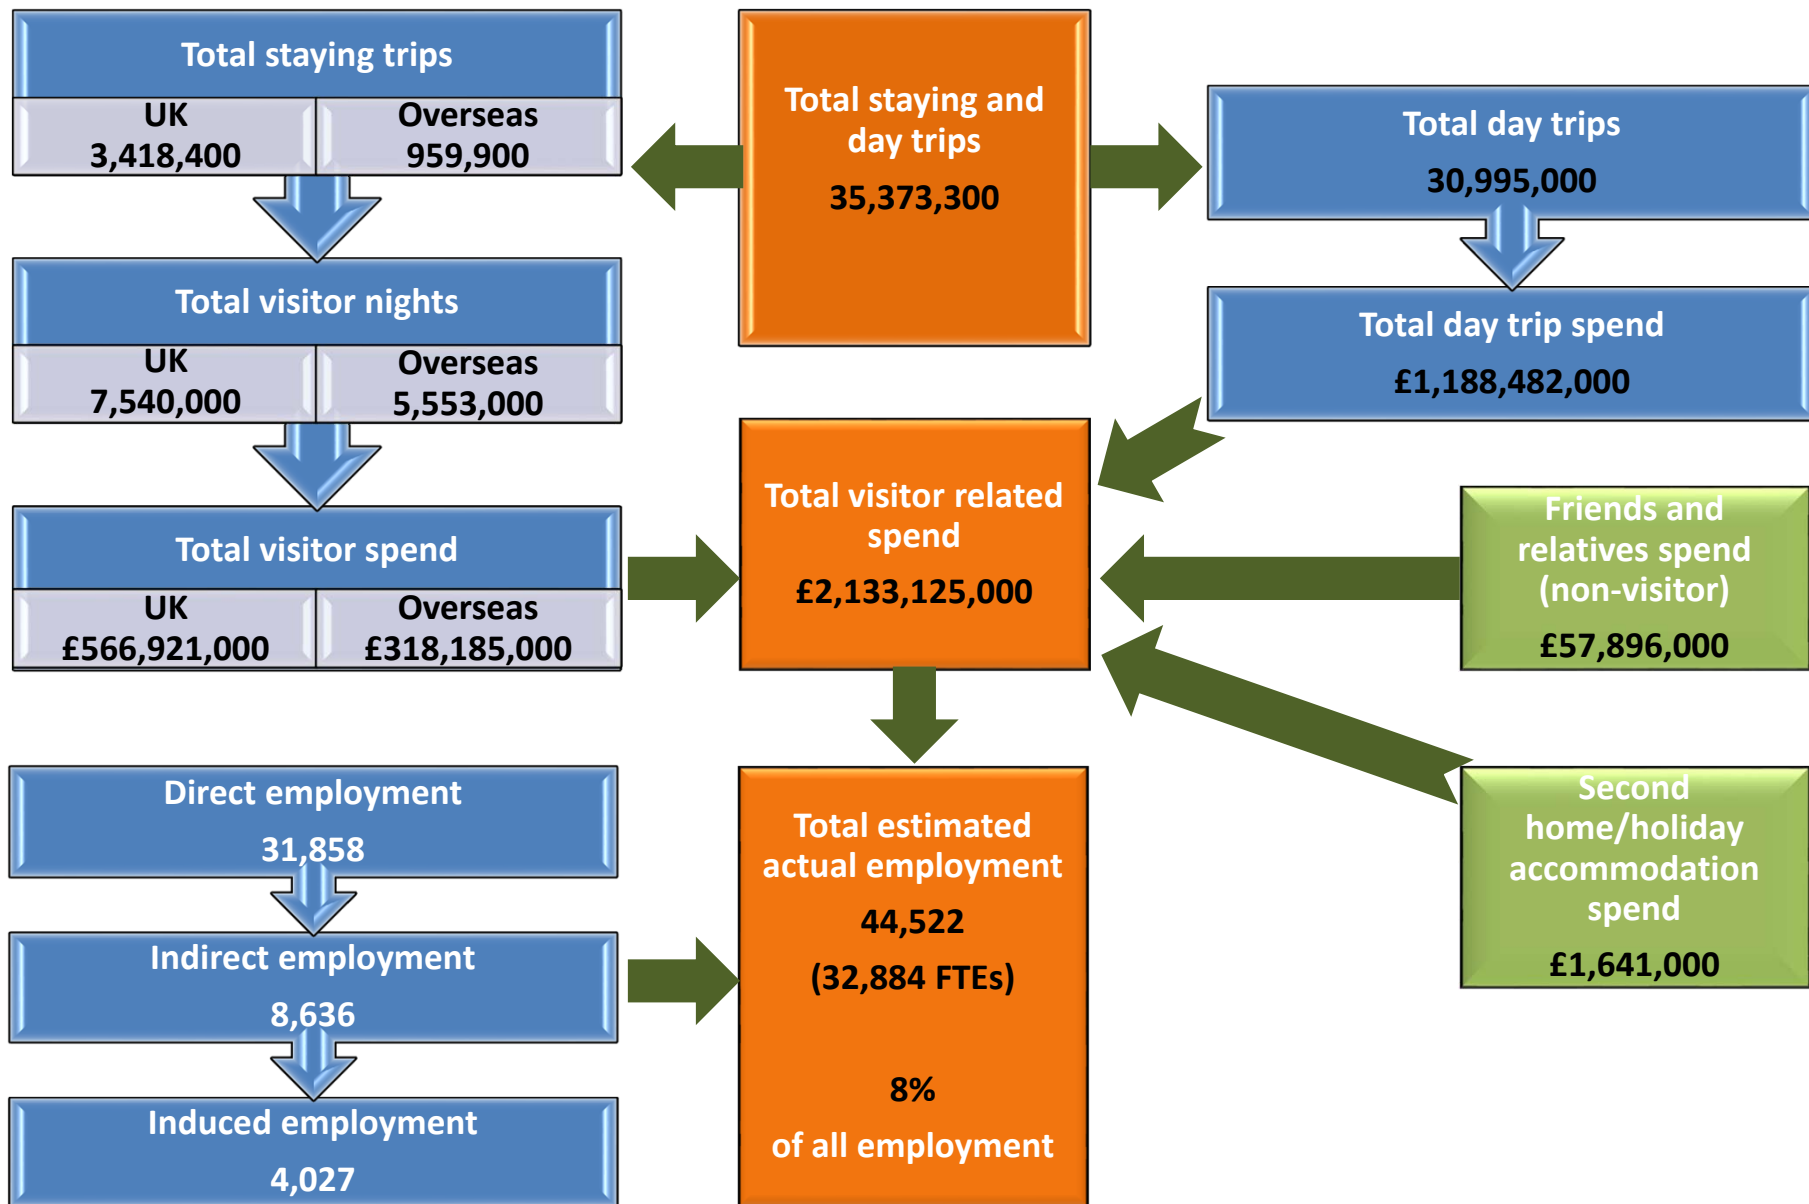 Total staying trips
UK
3,418,400
Overseas
959,900
Total visitor nights
UK
7,540,000
Overseas
5,553,000
Total visitor spend
UK
£566,921,000
Overseas
£318,185,000
Direct employment
31,858
Indirect employment
8,636
Induced employment
4,027
Total staying and
day trips
35,373,300
Total visitor related
spend
£2,133,125,000
Total estimated
actual employment
44,522
(32,884 FTEs)
8%
of all employment
Total day trips
30,995,000
Total day trip spend
£1,188,482,000
Friends and
relatives spend
(non-visitor)
£57,896,000
Second
home/holiday
accommodation
spend
£1,641,000